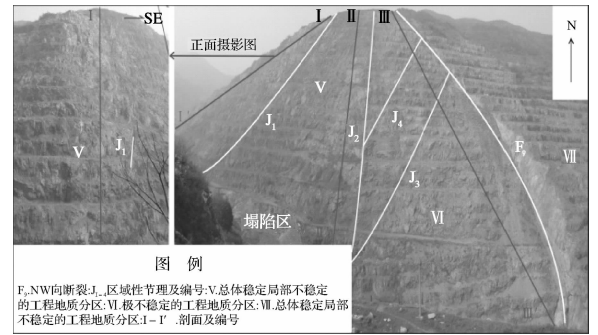 I
SE
正面摄影图
I
II
III
N
V
J₁
V
J₁
J₂
J₄
J₃
F₉
VII
VI
塌陷区
图 例
F₉.NW向断裂;J₁₋₄区域性节理及编号;V.总体稳定局部不稳定
的工程地质分区;VI.极不稳定的工程地质分区;VII.总体稳定局部
不稳定的工程地质分区;I-I′.剖面及编号